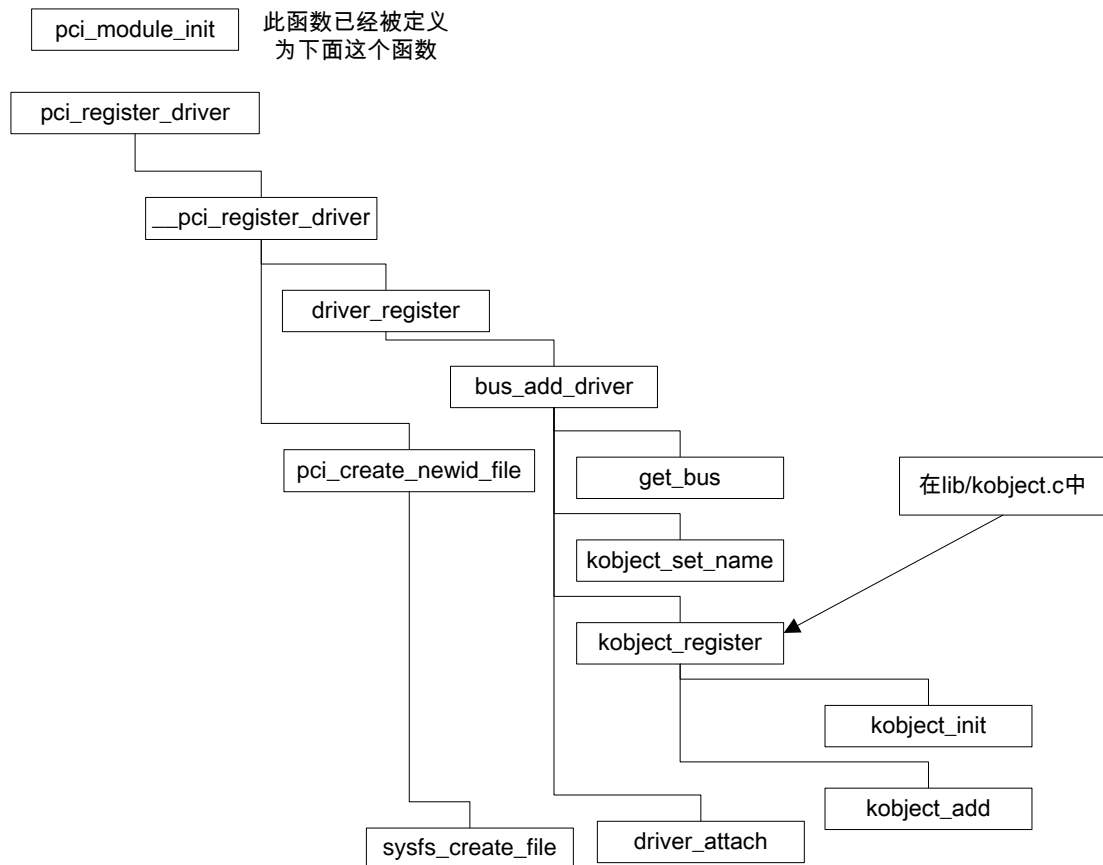 pci_module_init
此函数已经被定义
为下面这个函数
pci_register_driver
__pci_register_driver
driver_register
bus_add_driver
pci_create_newid_file
get_bus
在lib/kobject.c中
kobject_set_name
kobject_register
kobject_init
kobject_add
sysfs_create_file
driver_attach